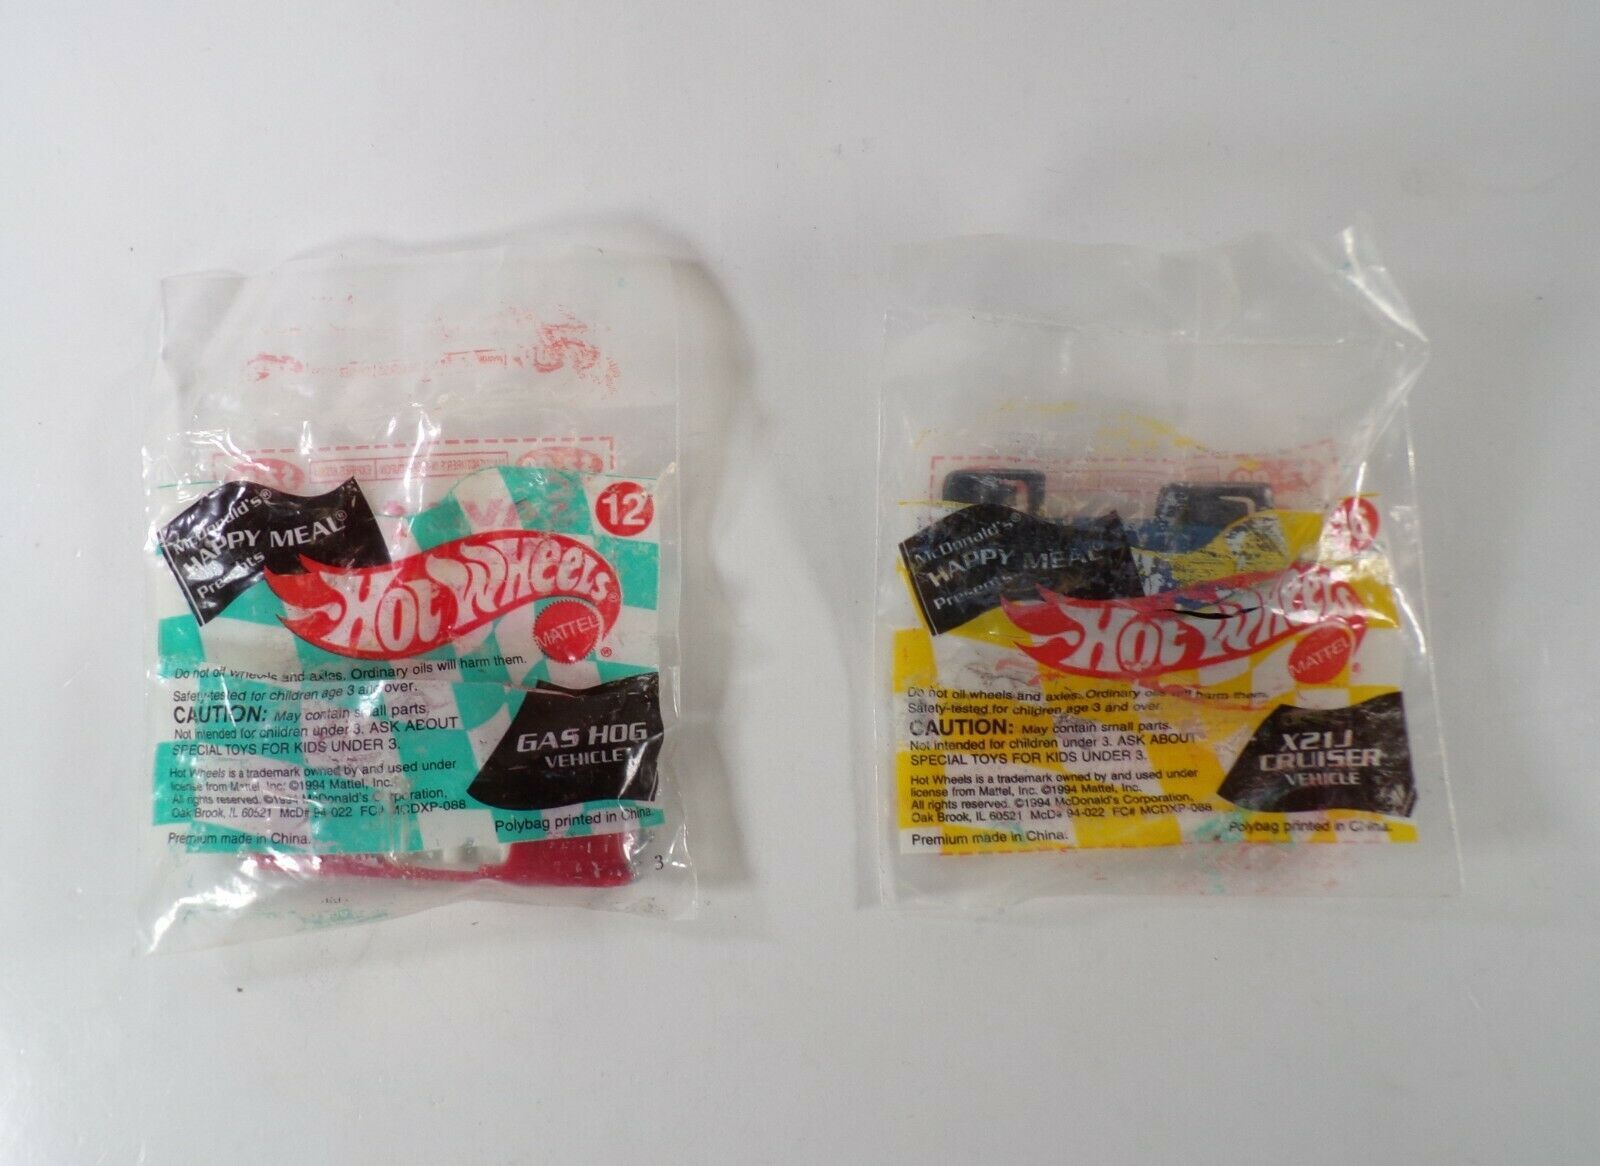 12
McDonald's®
HAPPY MEAL®
Presents
HOT WHEELS®
MATTEL®
Do not oil wheels and axles. Ordinary oils will harm them.
Safety-tested for children age 3 and over.
CAUTION: May contain small parts.
Not intended for children under 3. ASK ABOUT
SPECIAL TOYS FOR KIDS UNDER 3.
GAS HOG
VEHICLE
Hot Wheels is a trademark owned by and used under
license from Mattel, Inc. ©1994 Mattel, Inc.
All rights reserved. ©1994 McDonald's Corporation,
Oak Brook, IL 60521 McD# 94-022 FC# MCDXP-088
Premium made in China.
Polybag printed in China.
3
6
McDonald's®
HAPPY MEAL®
Presents
HOT WHEELS
MATTEL®
Do not oil wheels and axles. Ordinary oils will harm them.
Safety-tested for children age 3 and over.
CAUTION: May contain small parts.
Not intended for children under 3. ASK ABOUT
SPECIAL TOYS FOR KIDS UNDER 3.
X21J
CRUISER
VEHICLE
Hot Wheels is a trademark owned by and used under
license from Mattel, Inc. ©1994 Mattel, Inc.
All rights reserved. ©1994 McDonald's Corporation,
Oak Brook, IL 60521 McD# 94-022 FC# MCDXP-088
Premium made in China.
Polybag printed in China.